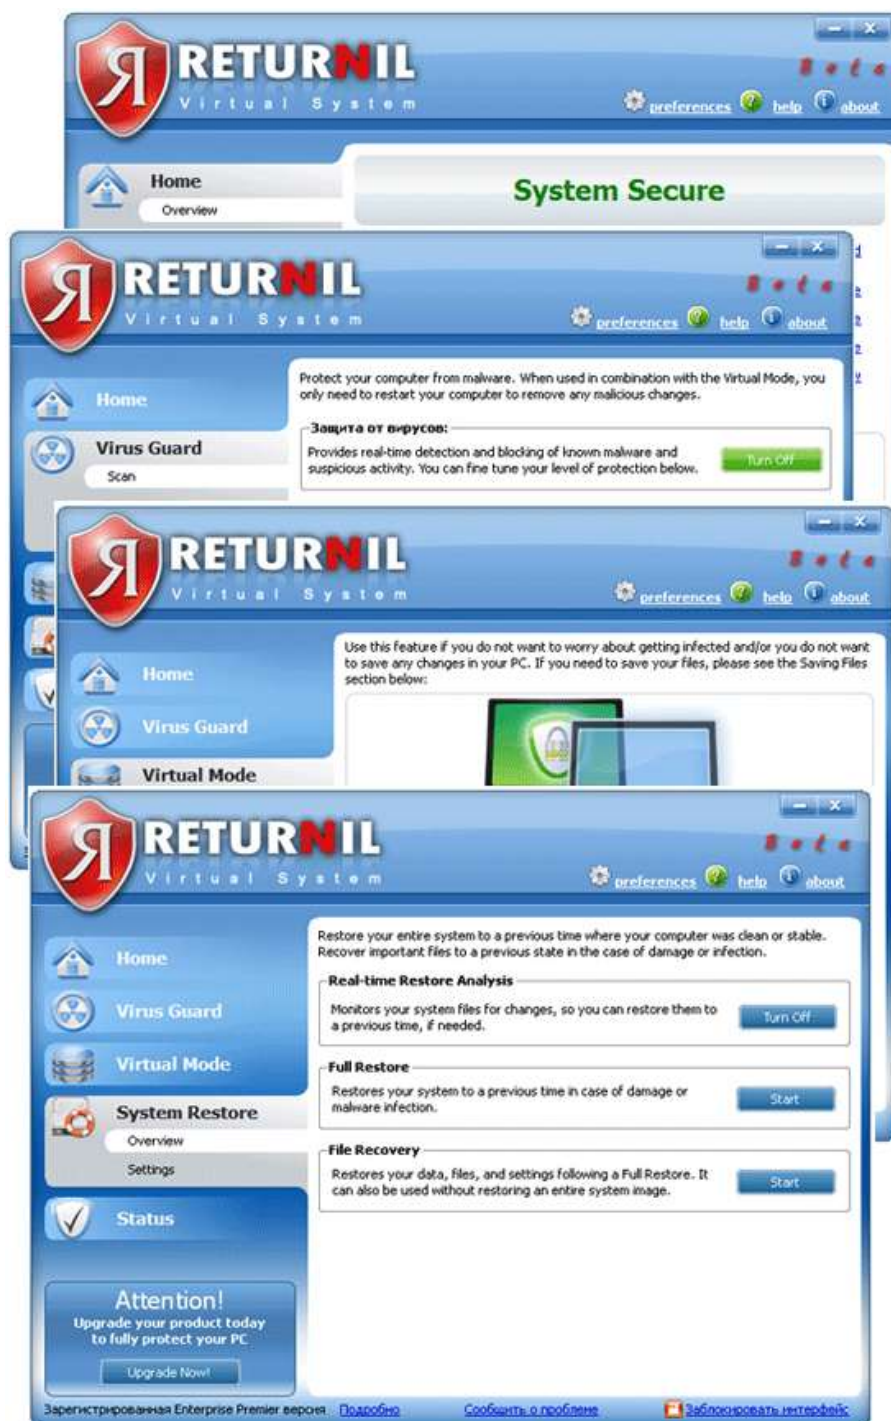 RETURNIL
Virtual System
Beta
preferences help about
Home
Overview
System Secure
RETURNIL
Virtual System
Beta
preferences help about
Home
Virus Guard
Scan
Protect your computer from malware. When used in combination with the Virtual Mode, you
only need to restart your computer to remove any malicious changes.
Защита от вирусов:
Provides real-time detection and blocking of known malware and
suspicious activity. You can fine tune your level of protection below.
Turn Off
RETURNIL
Virtual System
Beta
preferences help about
Home
Virus Guard
Virtual Mode
Use this feature if you do not want to worry about getting infected and/or you do not want
to save any changes in your PC. If you need to save your files, please see the Saving Files
section below:
RETURNIL
Virtual System
Beta
preferences help about
Home
Virus Guard
Virtual Mode
System Restore
Overview
Settings
Status
Restore your entire system to a previous time where your computer was clean or stable.
Recover important files to a previous state in the case of damage or infection.
Real-time Restore Analysis
Monitors your system files for changes, so you can restore them to
a previous time, if needed.
Turn Off
Full Restore
Restores your system to a previous time in case of damage or
malware infection.
Start
File Recovery
Restores your data, files, and settings following a Full Restore. It
can also be used without restoring an entire system image.
Start
Attention!
Upgrade your product today
to fully protect your PC
Upgrade Now!
Зарегистрированная Enterprise Premier версия Подробно Сообщить о проблеме Заблокировать интерфейс